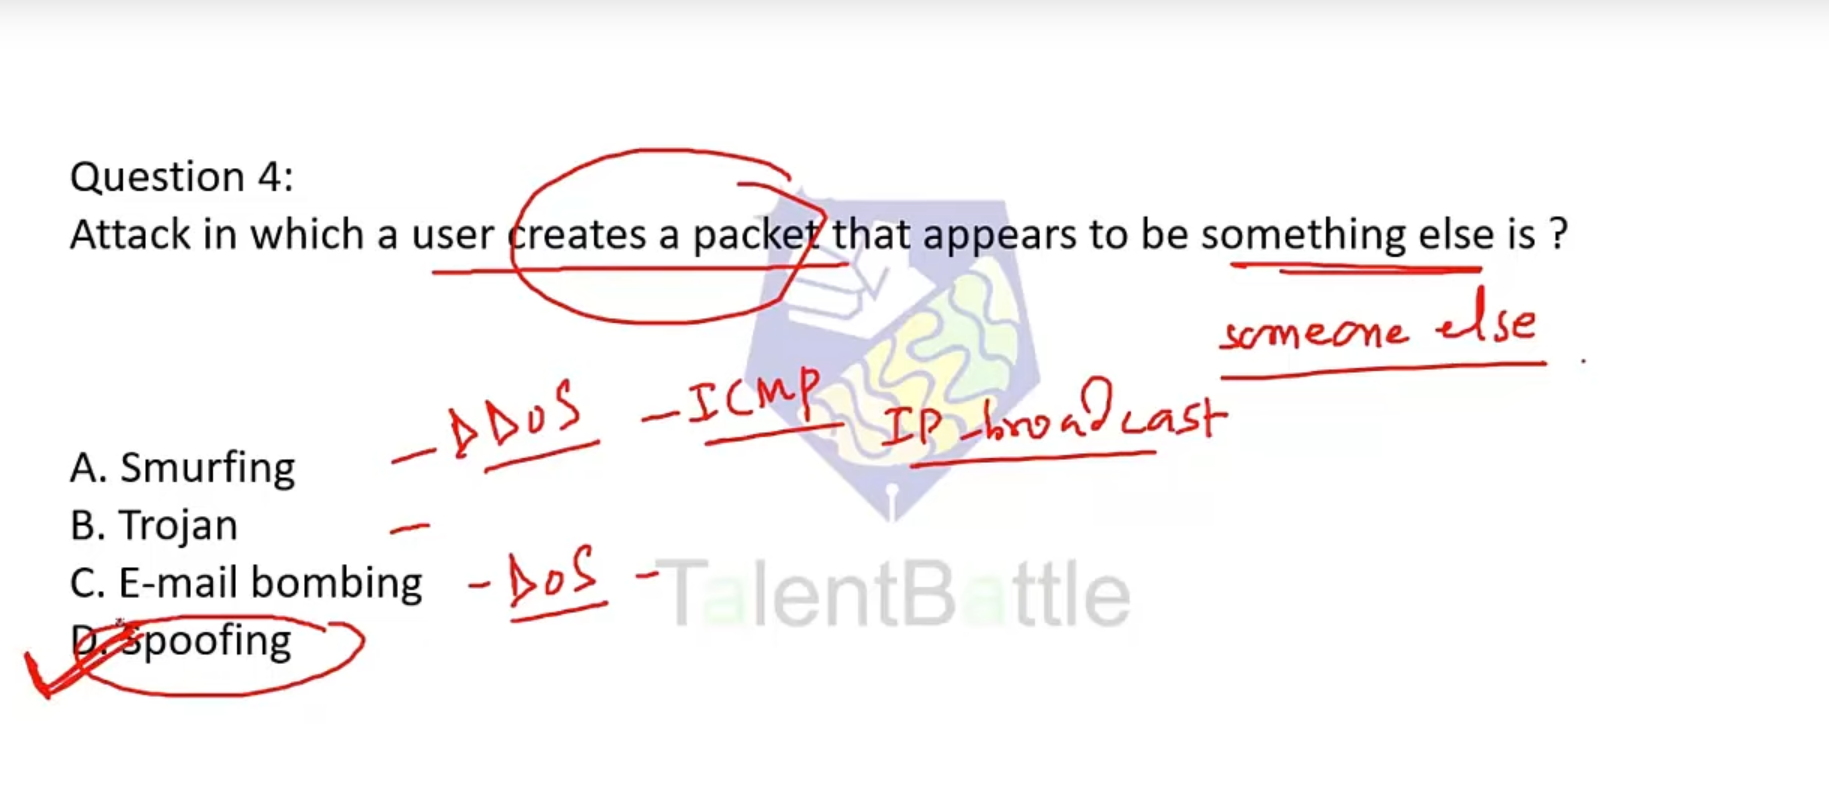 Question 4:
Attack in which a user creates a packet that appears to be something else is ?
someone else
A. Smurfing - DDoS - ICMP IP-broadcast
B. Trojan -
C. E-mail bombing - DoS -
D. Spoofing
TalentBattle